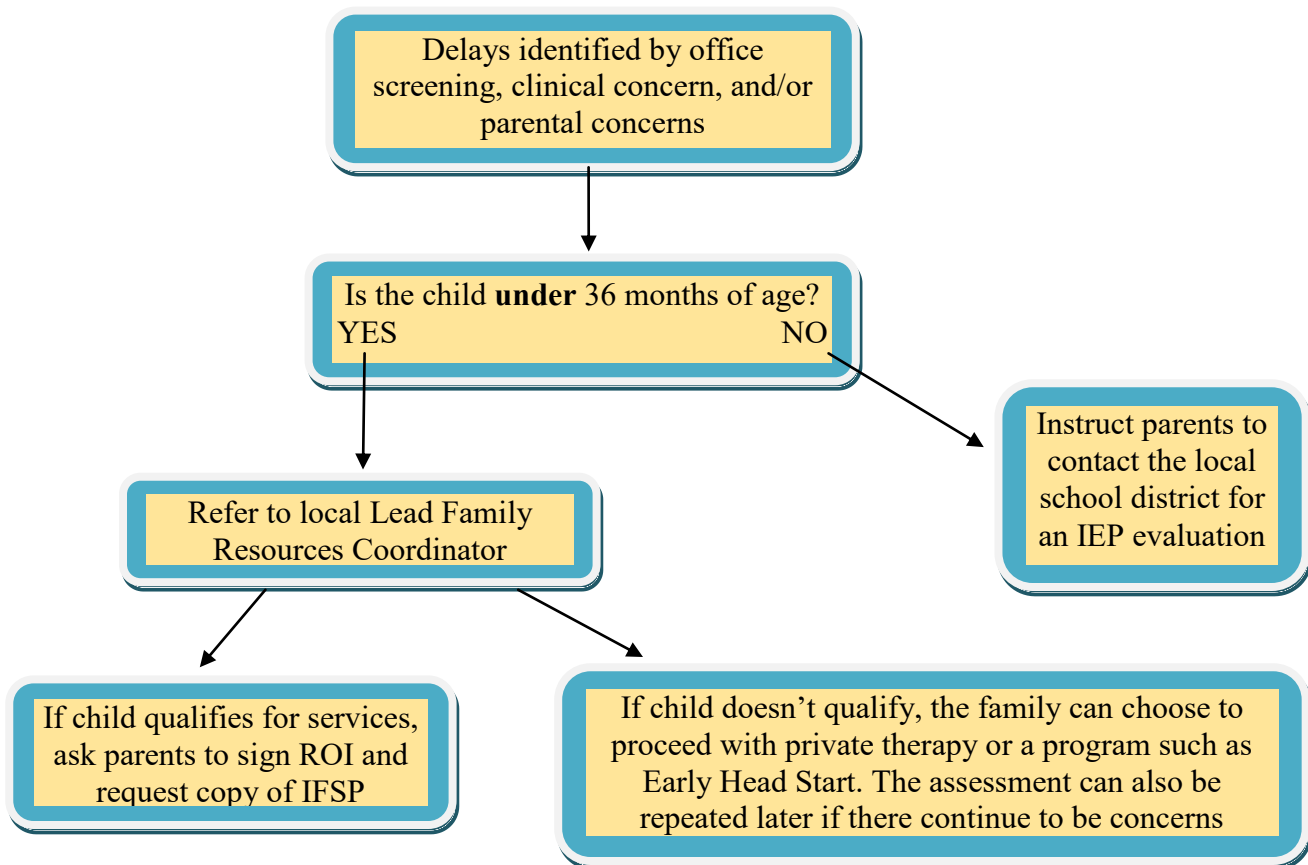 Delays identified by office
screening, clinical concern, and/or
parental concerns
Is the child under 36 months of age?
YES NO
Instruct parents to
contact the local
school district for
an IEP evaluation
Refer to local Lead Family
Resources Coordinator
If child qualifies for services,
ask parents to sign ROI and
request copy of IFSP
If child doesn’t qualify, the family can choose to
proceed with private therapy or a program such as
Early Head Start. The assessment can also be
repeated later if there continue to be concerns